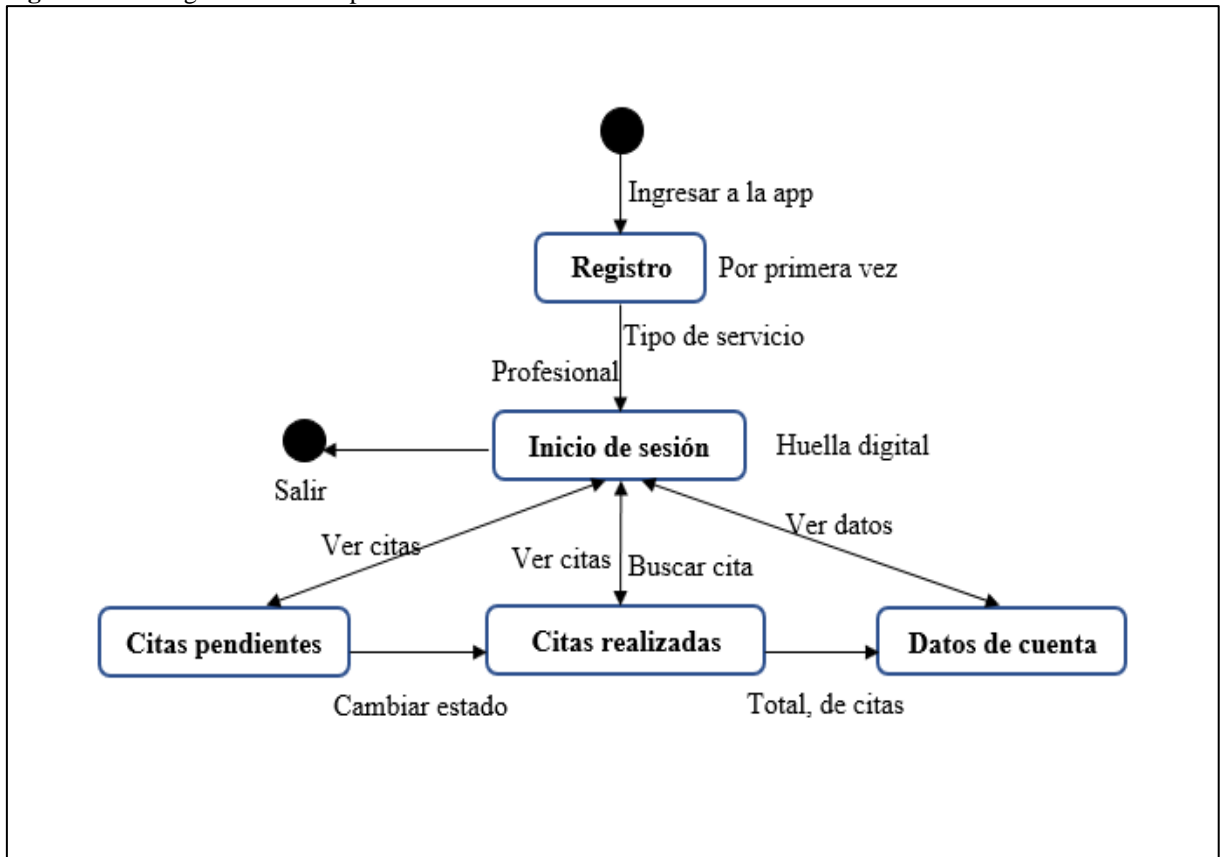 Ingresar a la app
Registro
Por primera vez
Tipo de servicio
Profesional
Inicio de sesión
Huella digital
Salir
Ver citas
Ver citas
Buscar cita
Ver datos
Citas pendientes
Citas realizadas
Datos de cuenta
Cambiar estado
Total, de citas